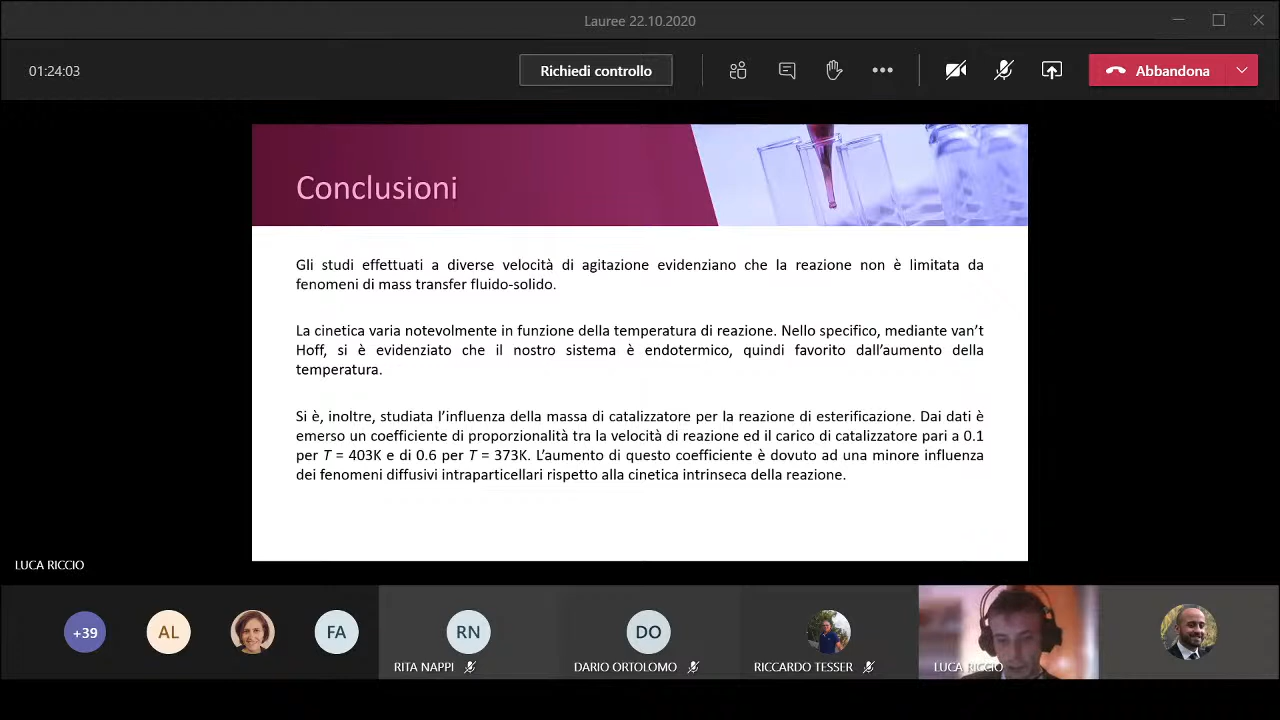 Lauree 22.10.2020
01:24:03
Richiedi controllo
Abbandona
Conclusioni
Gli studi effettuati a diverse velocità di agitazione evidenziano che la reazione non è limitata da
fenomeni di mass transfer fluido-solido.
La cinetica varia notevolmente in funzione della temperatura di reazione. Nello specifico, mediante van’t
Hoff, si è evidenziato che il nostro sistema è endotermico, quindi favorito dall’aumento della
temperatura.
Si è, inoltre, studiata l’influenza della massa di catalizzatore per la reazione di esterificazione. Dai dati è
emerso un coefficiente di proporzionalità tra la velocità di reazione ed il carico di catalizzatore pari a 0.1
per T = 403K e di 0.6 per T = 373K. L’aumento di questo coefficiente è dovuto ad una minore influenza
dei fenomeni diffusivi intraparticellari rispetto alla cinetica intrinseca della reazione.
LUCA RICCIO
+39
AL
FA
RN
RITA NAPPI
DO
DARIO ORTOLOMO
RICCARDO TESSER
LUCA RICCIO